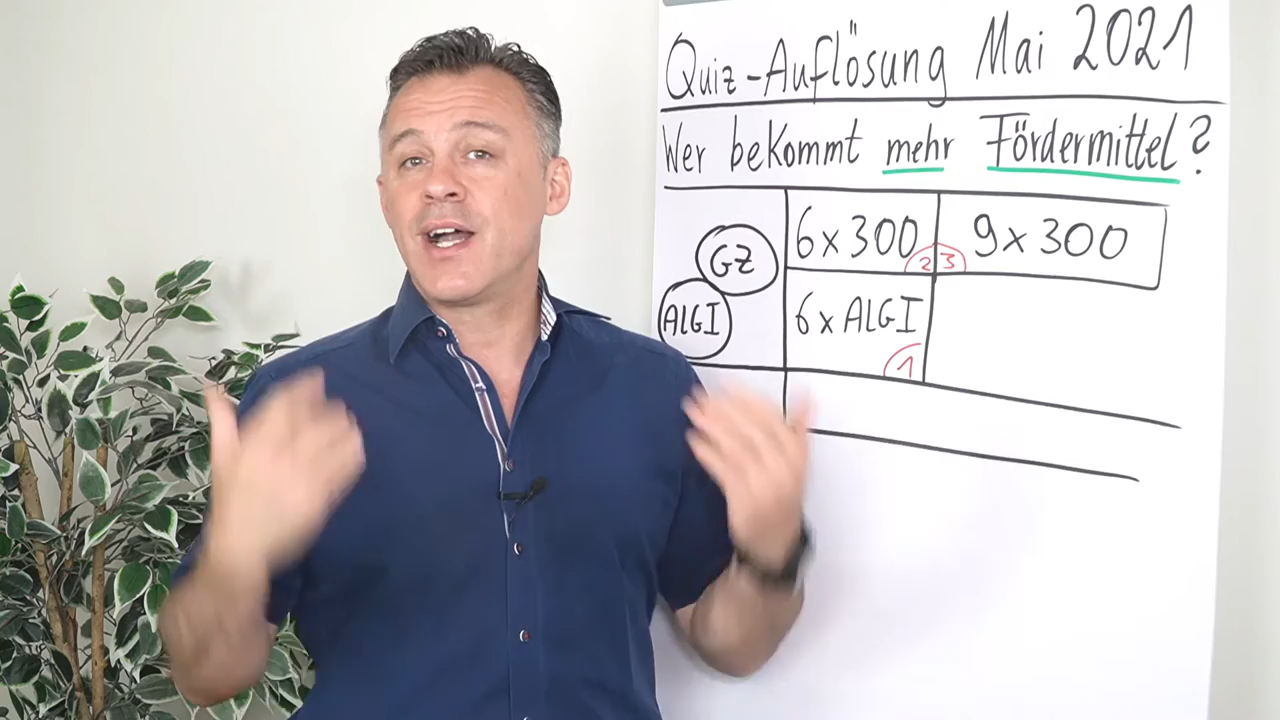 Quiz-Auflösung Mai 2021
Wer bekommt mehr Fördermittel?
GZ
6x300
2
3
9x300
ALGI
6xALGI
1